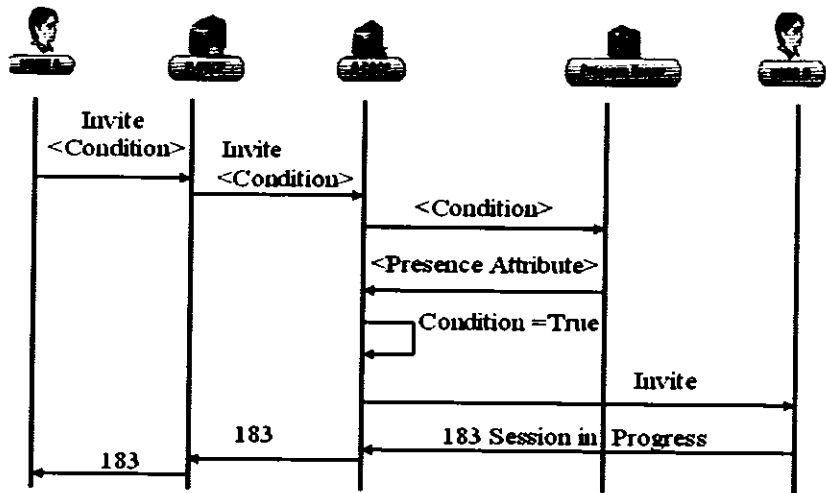 Invite
<Condition>
Invite
<Condition>
<Condition>
<Presence Attribute>
Condition =True
Invite
183 Session in Progress
183
183